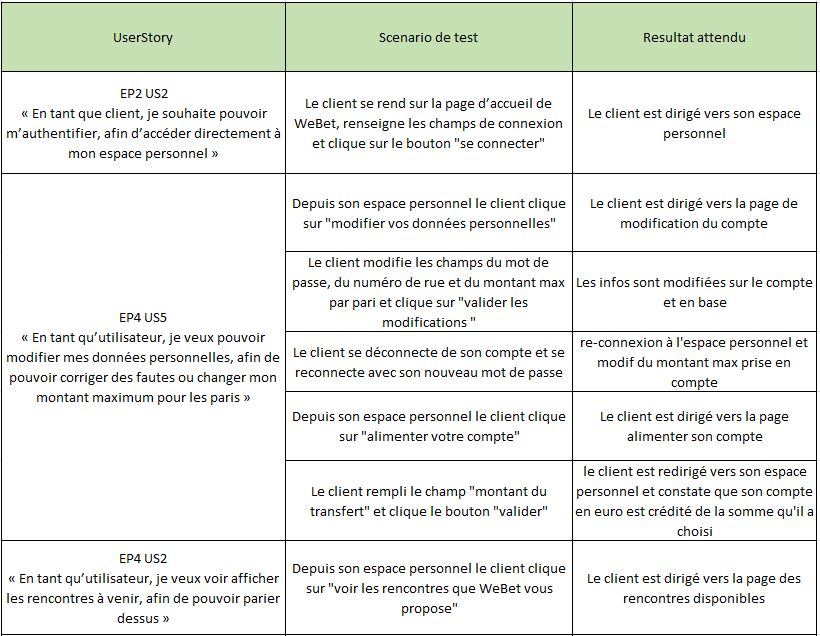 UserStory
Scenario de test
Resultat attendu
EP2 US2
« En tant que client, je souhaite pouvoir
m’authentifier, afin d’accéder directement à
mon espace personnel »
Le client se rend sur la page d’accueil de
WeBet, renseigne les champs de connexion
et clique sur le bouton "se connecter"
Le client est dirigé vers son espace
personnel
EP4 US5
« En tant qu’utilisateur, je veux pouvoir
modifier mes données personnelles, afin de
pouvoir corriger des fautes ou changer mon
montant maximum pour les paris »
Depuis son espace personnel le client clique
sur "modifier vos données personnelles"
Le client est dirigé vers la page de
modification du compte
Le client modifie les champs du mot de
passe, du numéro de rue et du montant max
par pari et clique sur "valider les
modifications "
Les infos sont modifiées sur le compte
et en base
Le client se déconnecte de son compte et se
reconnecte avec son nouveau mot de passe
re-connexion à l'espace personnel et
modif du montant max prise en
compte
Depuis son espace personnel le client clique
sur "alimenter votre compte"
Le client est dirigé vers la page
alimenter son compte
Le client rempli le champ "montant du
transfert" et clique le bouton "valider"
le client est redirigé vers son espace
personnel et constate que son compte
en euro est crédité de la somme qu'il a
choisi
EP4 US2
« En tant qu’utilisateur, je veux voir afficher
les rencontres à venir, afin de pouvoir parier
dessus »
Depuis son espace personnel le client clique
sur "voir les rencontres que WeBet vous
propose"
Le client est dirigé vers la page des
rencontres disponibles